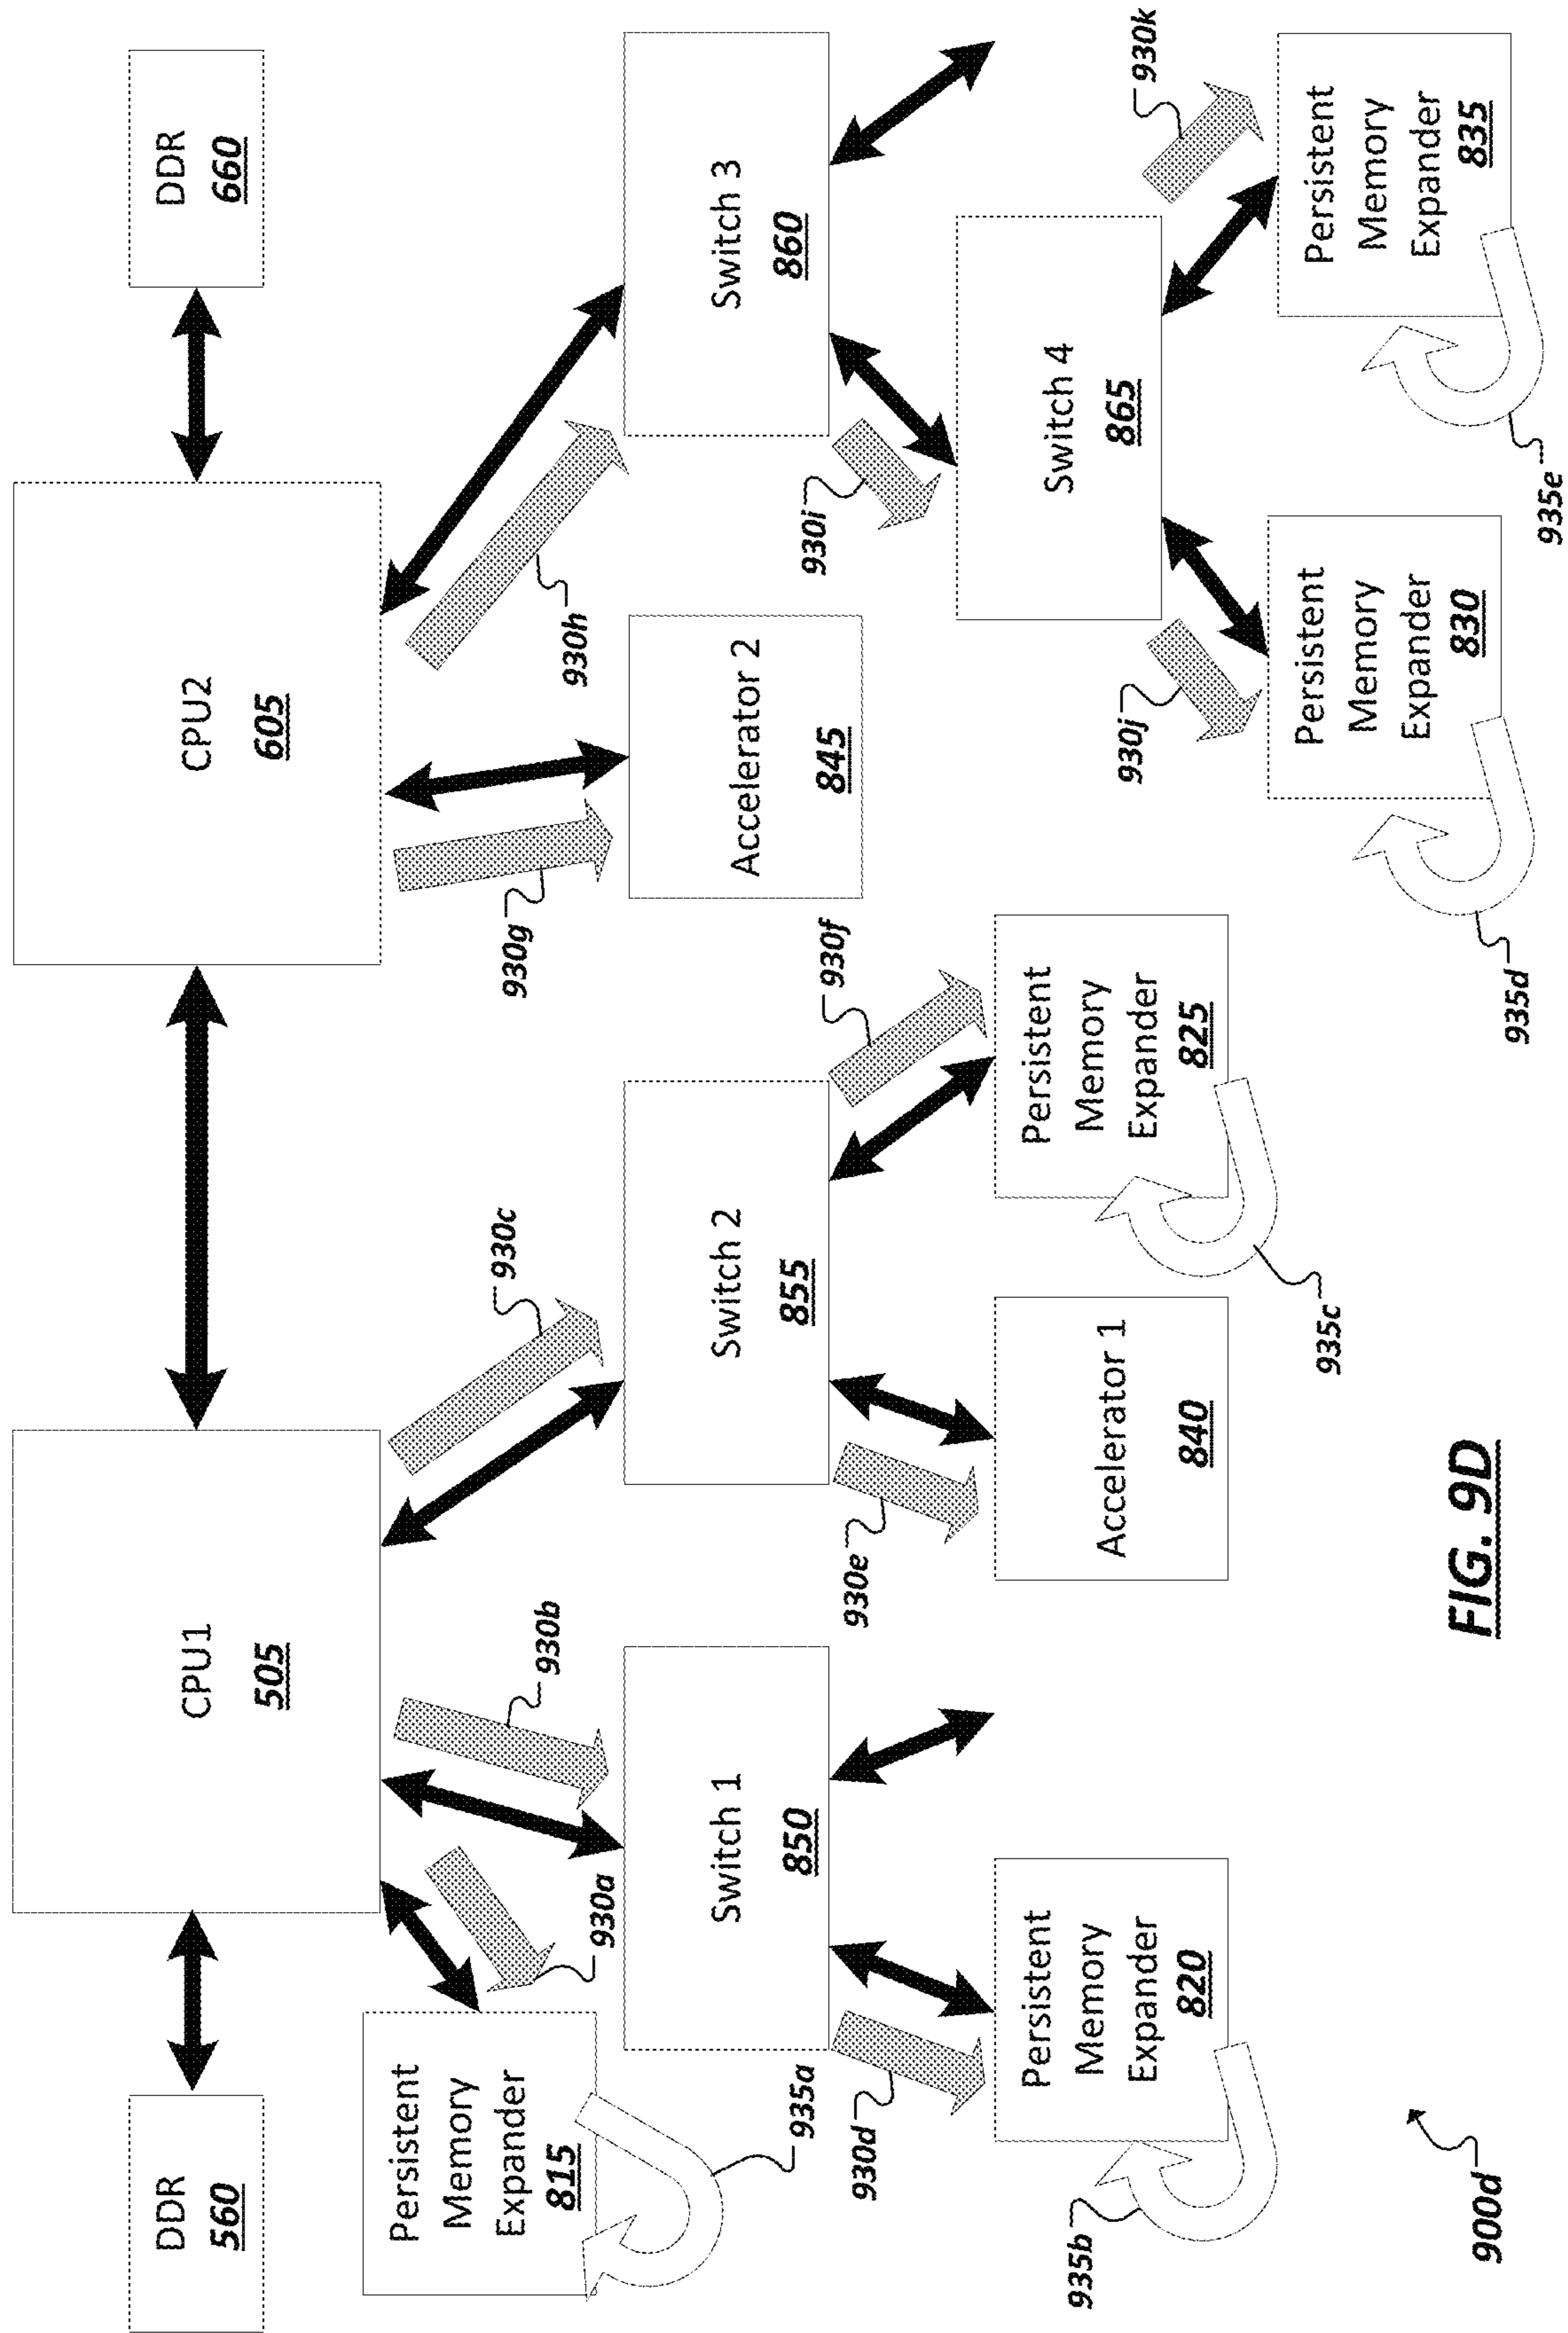 DDR
560
CPU1
505
CPU2
605
DDR
660
Persistent
Memory
Expander
815
930a
930b
930c
930g
930h
935a
Switch 1
850
Switch 2
855
Accelerator 2
845
Switch 3
860
930d
930e
930f
930i
935b
Persistent
Memory
Expander
820
Accelerator 1
840
Persistent
Memory
Expander
825
Switch 4
865
935c
930j
930k
Persistent
Memory
Expander
830
Persistent
Memory
Expander
835
935d
935e
900d
FIG. 9D